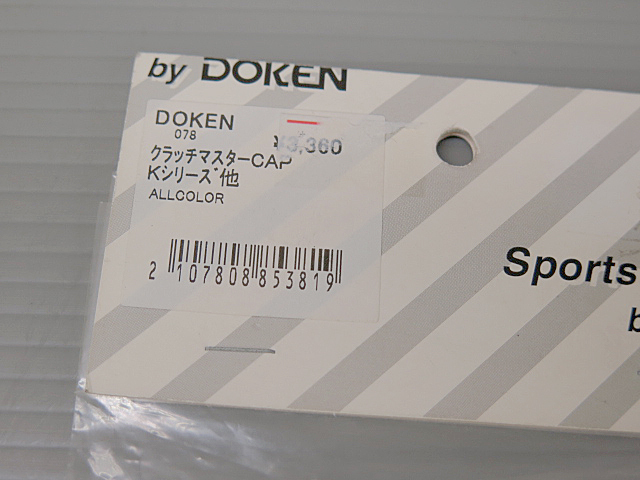 by DOKEN
DOKEN
078
¥3,360
クラッチマスターCAP
Kシリーズ他
ALLCOLOR
2 107808 853819
Sports
b